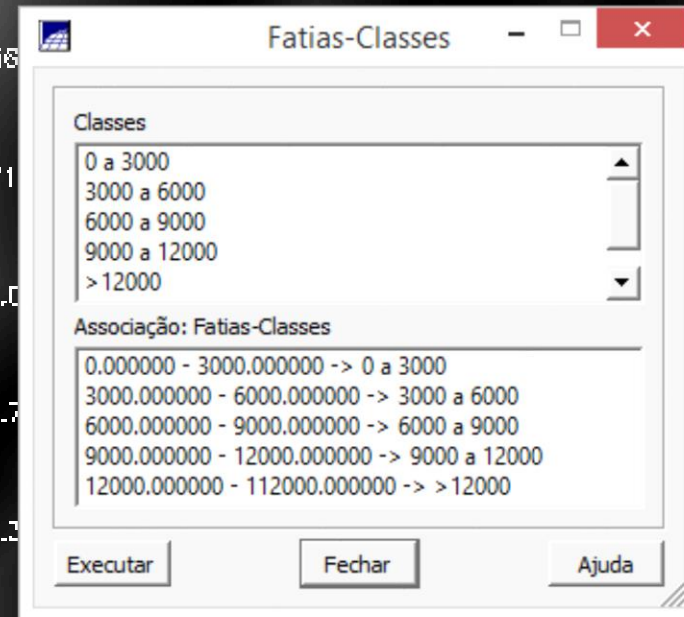 Fatias-Classes
Classes
0 a 3000
3000 a 6000
6000 a 9000
9000 a 12000
>12000
Associação: Fatias-Classes
0.000000 - 3000.000000 -> 0 a 3000
3000.000000 - 6000.000000 -> 3000 a 6000
6000.000000 - 9000.000000 -> 6000 a 9000
9000.000000 - 12000.000000 -> 9000 a 12000
12000.000000 - 112000.000000 -> >12000
Executar
Fechar
Ajuda